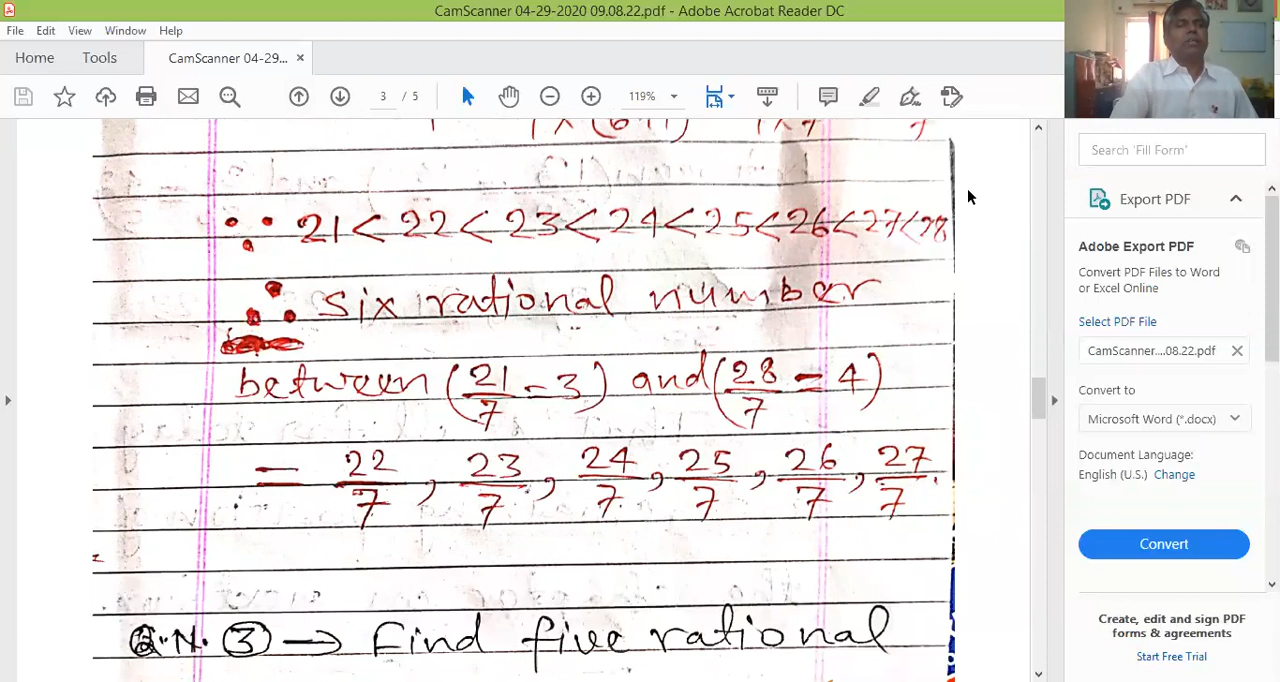 CamScanner 04-29-2020 09.08.22.pdf - Adobe Acrobat Reader DC
File Edit View Window Help
Home Tools CamScanner 04-29... ×
3 / 5 119%
∵ 21 < 22 < 23 < 24 < 25 < 26 < 27 < 28
∴ six rational number
between (21/7 = 3) and (28/7 = 4)
= 22/7, 23/7, 24/7, 25/7, 26/7, 27/7.
Q.N. ③ → Find five rational
Search 'Fill Form'
Export PDF
Adobe Export PDF
Convert PDF Files to Word
or Excel Online
Select PDF File
CamScanner....08.22.pdf
Convert to
Microsoft Word (*.docx)
Document Language:
English (U.S.) Change
Convert
Create, edit and sign PDF
forms & agreements
Start Free Trial